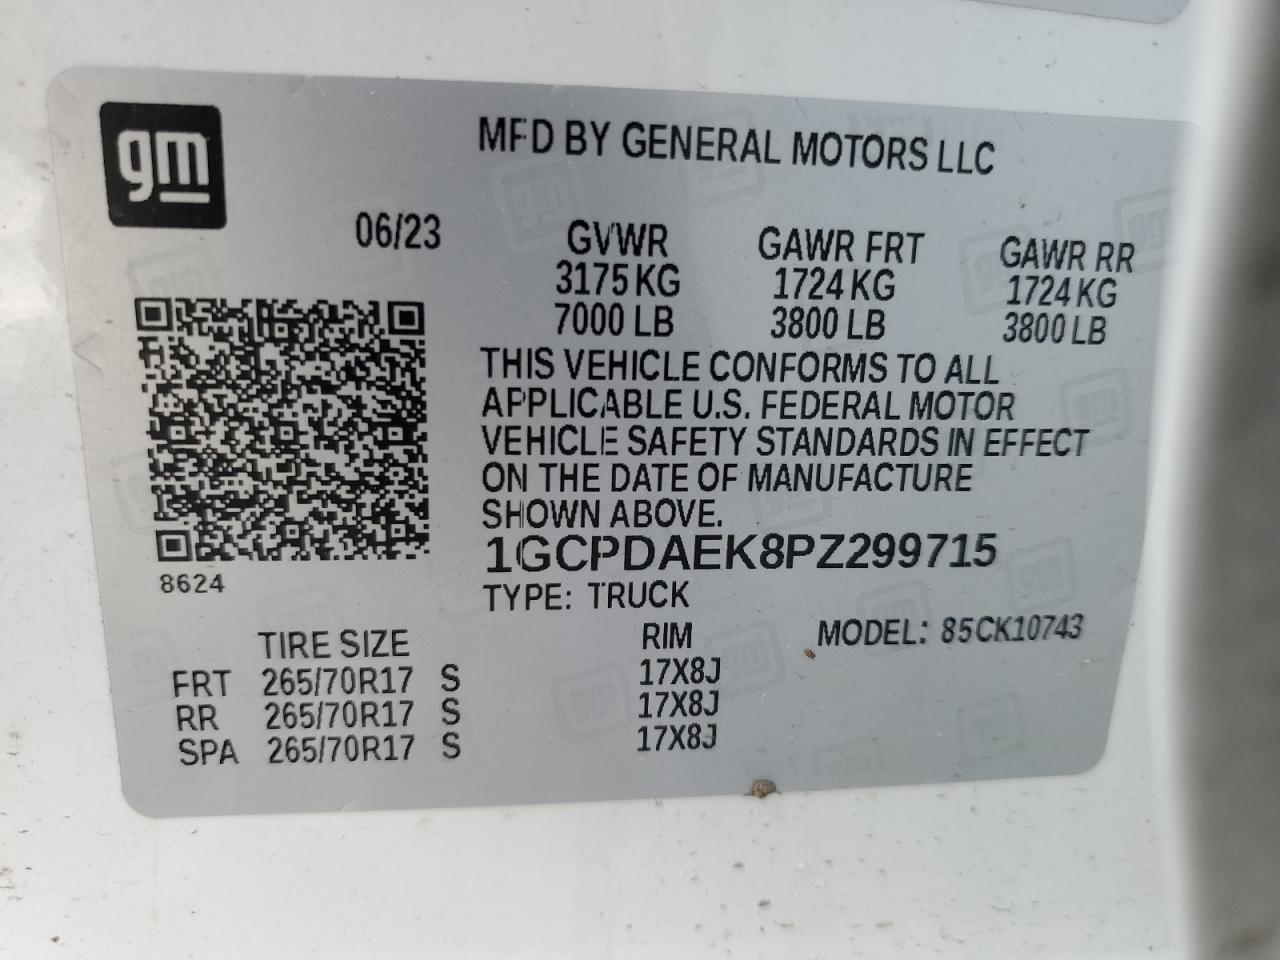 gm
MFD BY GENERAL MOTORS LLC
06/23 GVWR GAWR FRT GAWR RR
3175 KG 1724 KG 1724 KG
7000 LB 3800 LB 3800 LB
THIS VEHICLE CONFORMS TO ALL
APPLICABLE U.S. FEDERAL MOTOR
VEHICLE SAFETY STANDARDS IN EFFECT
ON THE DATE OF MANUFACTURE
SHOWN ABOVE.
1GCPDAEK8PZ299715
8624
TYPE: TRUCK
TIRE SIZE RIM MODEL: 85CK10743
FRT 265/70R17 S 17X8J
RR 265/70R17 S 17X8J
SPA 265/70R17 S 17X8J